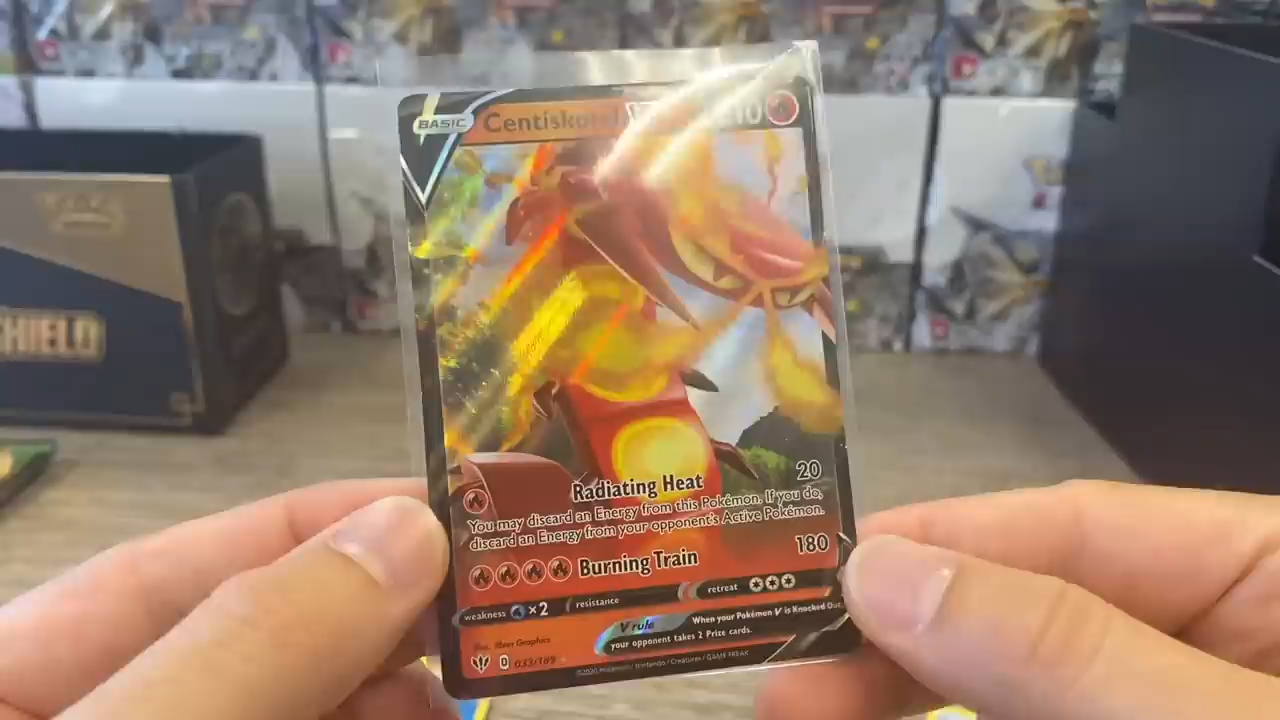 BASIC
Centiskorch V 210
Radiating Heat 20
You may discard an Energy from this Pokémon. If you do,
discard an Energy from your opponent's Active Pokémon.
Burning Train 180
weakness ×2 resistance retreat
V rule When your Pokémon V is Knocked Out,
your opponent takes 2 Prize cards.
Illus. 5ban Graphics
033/189
©2020 Pokémon / Nintendo / Creatures / GAME FREAK
SHIELD